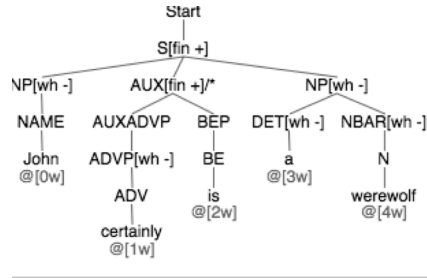 Start
S[fin +]
NP[wh -] AUX[fin +]/* NP[wh -]
NAME AUXADVP BEP DET[wh -] NBAR[wh -]
John ADVP[wh -] BE a N
@[0w] @[3w]
ADV is werewolf
@[2w] @[4w]
certainly
@[1w]